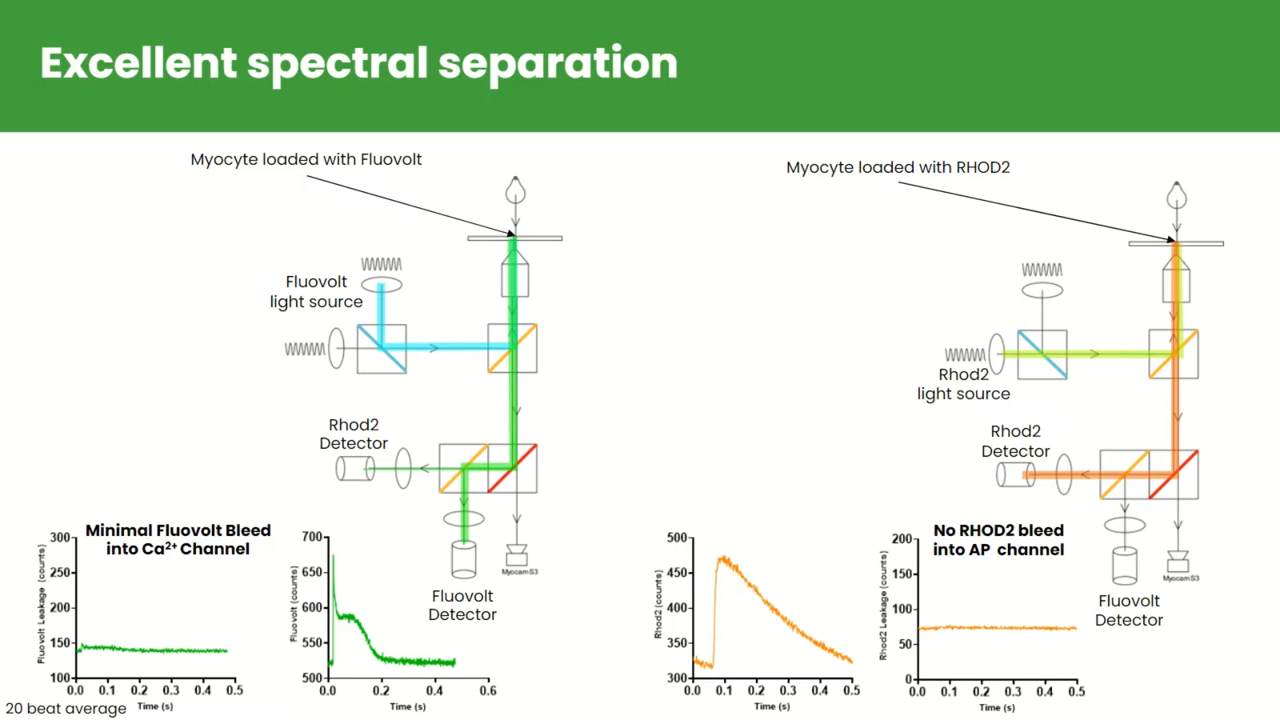 Excellent spectral separation
Myocyte loaded with Fluovolt
Fluovolt
light source
Rhod2
Detector
Fluovolt
Detector
MyocamS3
Minimal Fluovolt Bleed
into Ca²⁺ Channel
Fluovolt Leakage (counts)
300
250
200
150
100
0.0 0.1 0.2 0.3 0.4 0.5
Time (s)
Fluovolt (counts)
700
650
600
550
500
0.0 0.2 0.4 0.6
Time (s)
20 beat average
Myocyte loaded with RHOD2
Rhod2
light source
Rhod2
Detector
Fluovolt
Detector
MyocamS3
Rhod2 (counts)
500
450
400
350
300
0.0 0.1 0.2 0.3 0.4 0.5
Time (s)
No RHOD2 bleed
into AP channel
Rhod2 Leakage (counts)
200
150
100
50
0
0.0 0.1 0.2 0.3 0.4 0.5
Time (s)